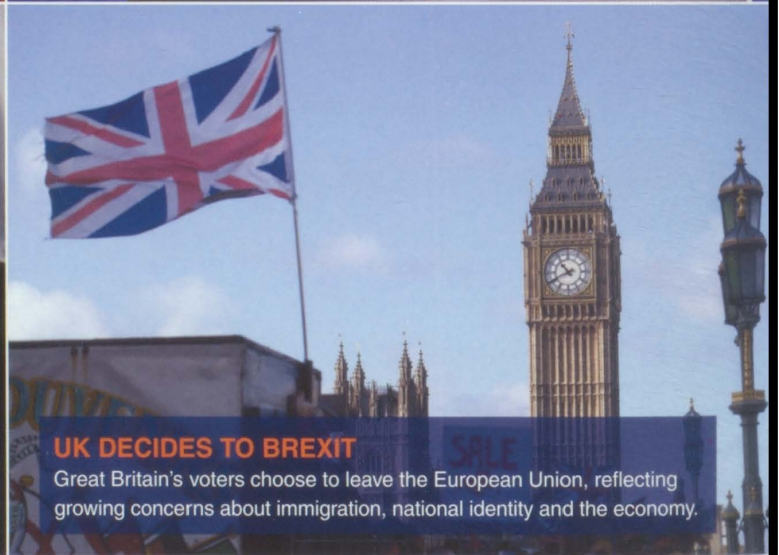 UK DECIDES TO BREXIT
Great Britain's voters choose to leave the European Union, reflecting
growing concerns about immigration, national identity and the economy.
SALE